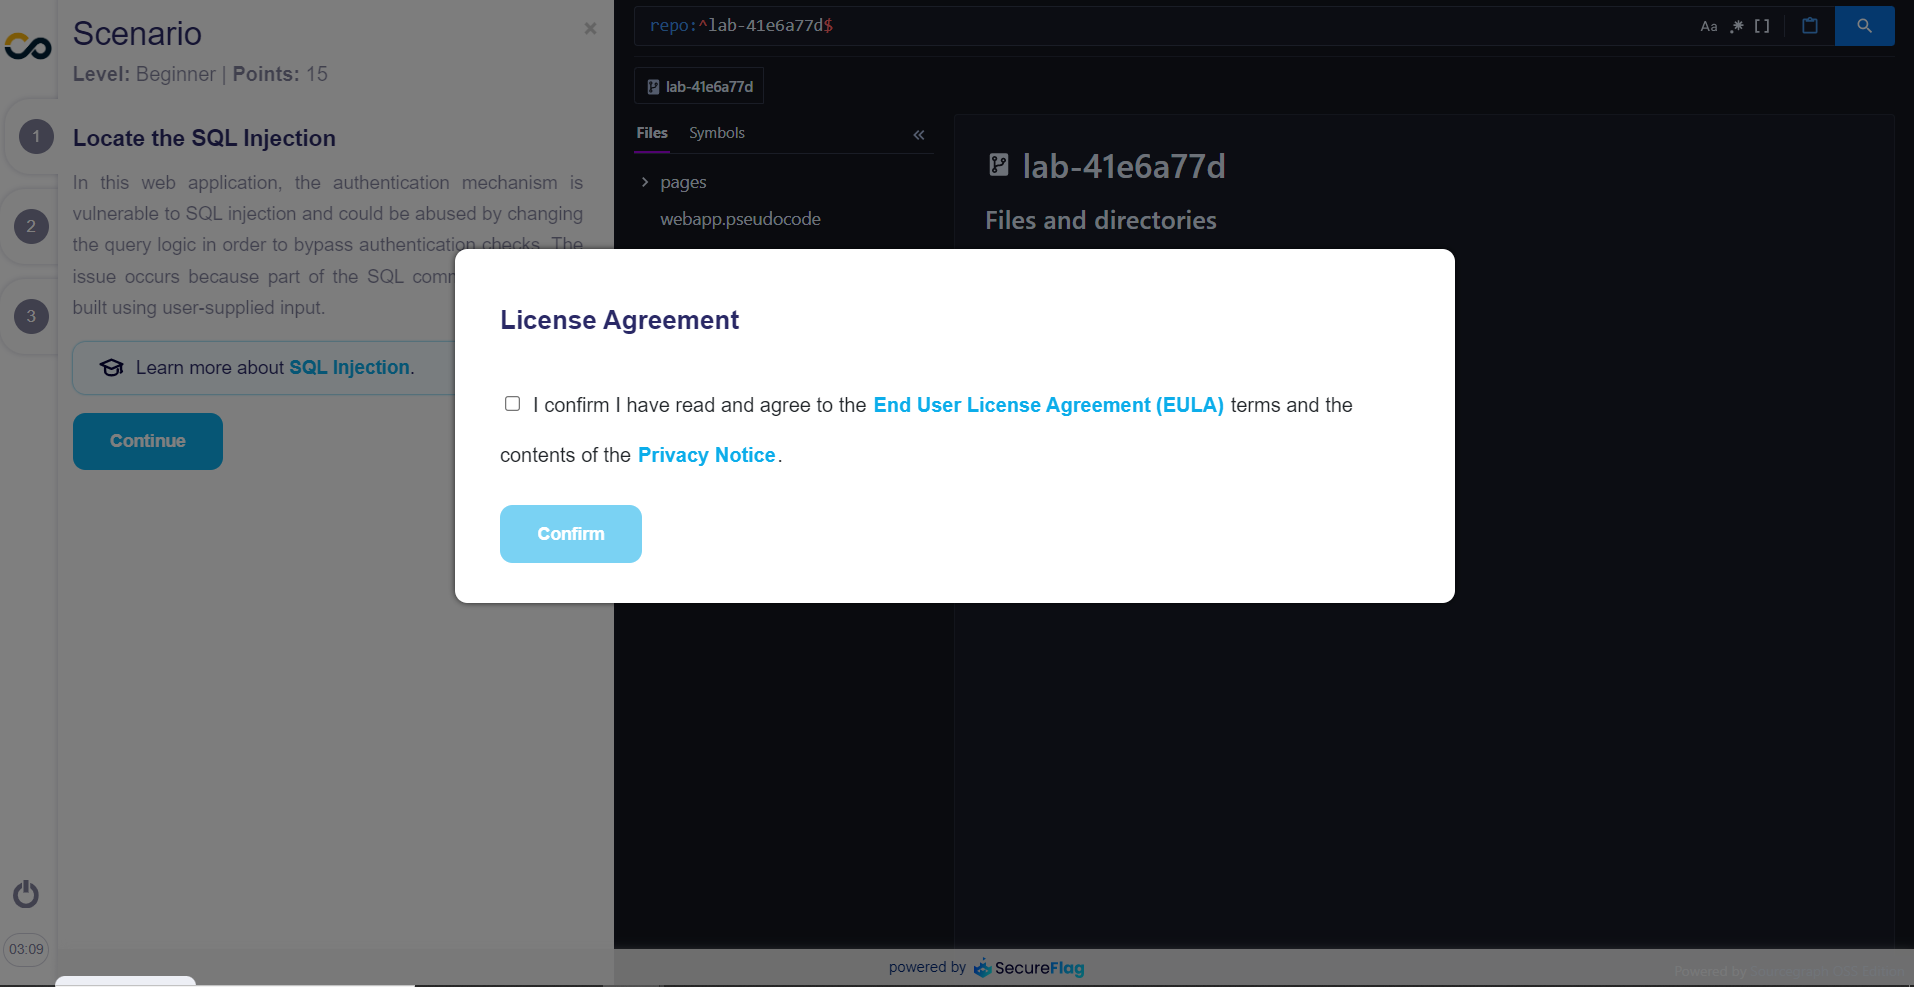 Scenario
×
Level: Beginner | Points: 15
1
Locate the SQL Injection
In this web application, the authentication mechanism is
vulnerable to SQL injection and could be abused by changing
2
the query logic in order to bypass authentication checks. The
issue occurs because part of the SQL
built using user-supplied input.
3
Learn more about SQL Injection.
Continue
03:09
repo:^lab-41e6a77d$
Aa .* []
lab-41e6a77d
Files Symbols «
pages
webapp.pseudocode
lab-41e6a77d
Files and directories
License Agreement
I confirm I have read and agree to the End User License Agreement (EULA) terms and the
contents of the Privacy Notice.
Confirm
powered by SecureFlag
Powered by Sourcegraph OSS